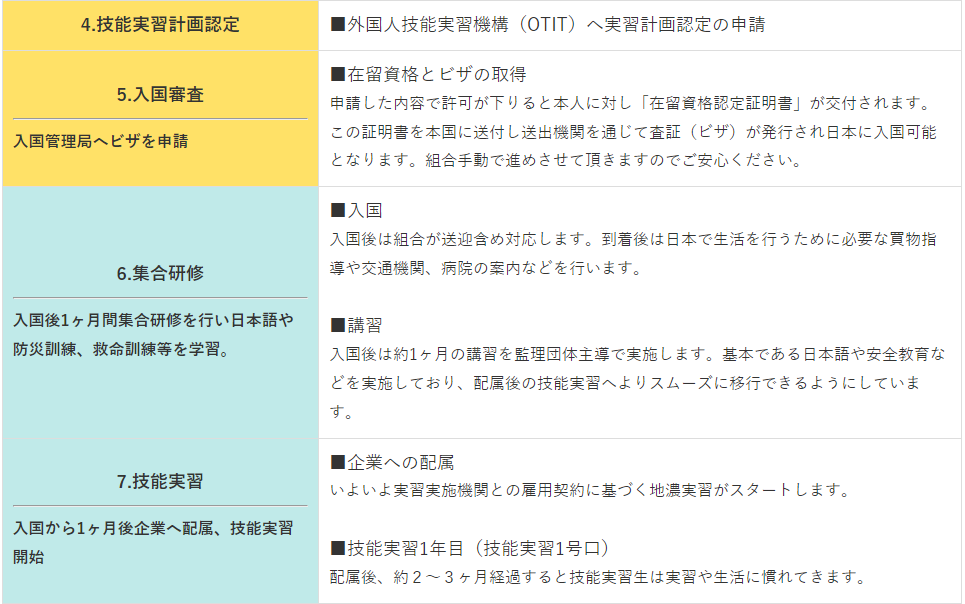 4.技能実習計画認定
■外国人技能実習機構（OTIT）へ実習計画認定の申請
5.入国審査
入国管理局へビザを申請
■在留資格とビザの取得
申請した内容で許可が下りると本人に対し「在留資格認定証明書」が交付されます。
この証明書を本国に送付し送出機関を通じて査証（ビザ）が発行され日本に入国可能
となります。組合手動で進めさせて頂きますのでご安心ください。
6.集合研修
入国後1ヶ月間集合研修を行い日本語や
防災訓練、救命訓練等を学習。
■入国
入国後は組合が送迎含め対応します。到着後は日本で生活を行うために必要な買物指
導や交通機関、病院の案内などを行います。
■講習
入国後は約1ヶ月の講習を監理団体主導で実施します。基本である日本語や安全教育な
どを実施しており、配属後の技能実習へよりスムーズに移行できるようにしていま
す。
7.技能実習
入国から1ヶ月後企業へ配属、技能実習
開始
■企業への配属
いよいよ実習実施機関との雇用契約に基づく地濃実習がスタートします。
■技能実習1年目（技能実習1号口）
配属後、約２～３ヶ月経過すると技能実習生は実習や生活に慣れてきます。